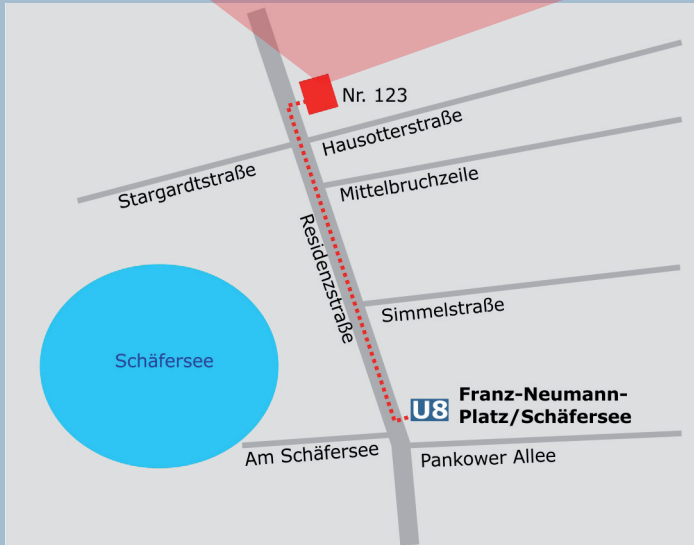 Nr. 123
Hausotterstraße
Stargardtstraße
Mittelbruchzeile
Residenzstraße
Simmelstraße
Schäfersee
U8
Franz-Neumann-
Platz/Schäfersee
Am Schäfersee
Pankower Allee